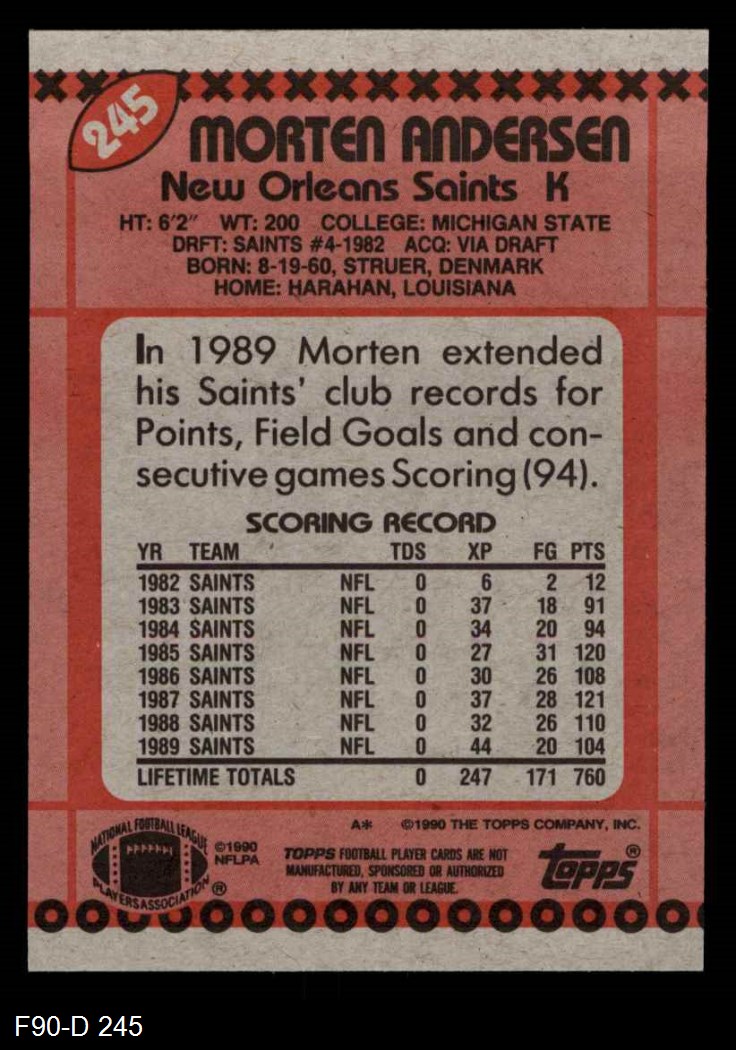 245
MORTEN ANDERSEN
New Orleans Saints K
HT: 6'2" WT: 200 COLLEGE: MICHIGAN STATE
DRFT: SAINTS #4-1982 ACQ: VIA DRAFT
BORN: 8-19-60, STRUER, DENMARK
HOME: HARAHAN, LOUISIANA
In 1989 Morten extended
his Saints' club records for
Points, Field Goals and con-
secutive games Scoring (94).
SCORING RECORD
YR TEAM TDS XP FG PTS
1982 SAINTS NFL 0 6 2 12
1983 SAINTS NFL 0 37 18 91
1984 SAINTS NFL 0 34 20 94
1985 SAINTS NFL 0 27 31 120
1986 SAINTS NFL 0 30 26 108
1987 SAINTS NFL 0 37 28 121
1988 SAINTS NFL 0 32 26 110
1989 SAINTS NFL 0 44 20 104
LIFETIME TOTALS 0 247 171 760
A* ©1990 THE TOPPS COMPANY, INC.
NATIONAL FOOTBALL LEAGUE
PLAYERS ASSOCIATION ®
©1990
NFLPA
TOPPS FOOTBALL PLAYER CARDS ARE NOT
MANUFACTURED, SPONSORED OR AUTHORIZED
BY ANY TEAM OR LEAGUE.
topps ®
F90-D 245